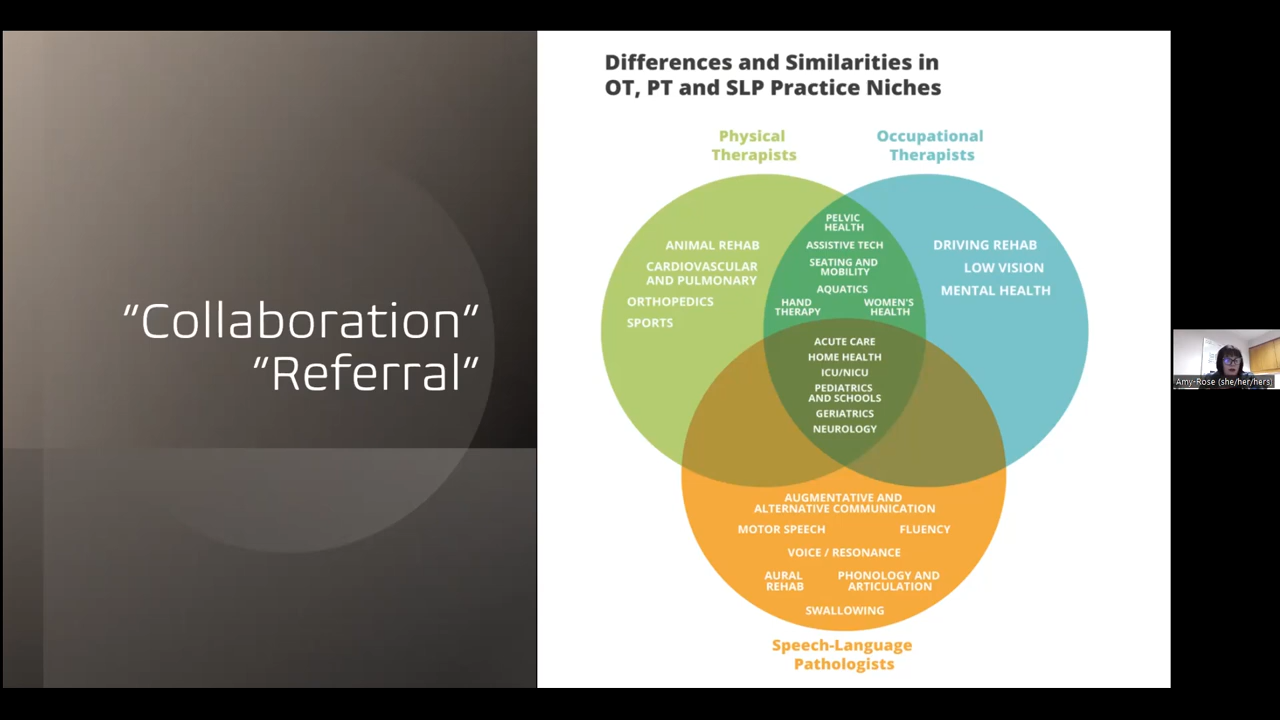 “Collaboration“
“Referral“
Differences and Similarities in
OT, PT and SLP Practice Niches
Physical
Therapists
Occupational
Therapists
ANIMAL REHAB
CARDIOVASCULAR
AND PULMONARY
ORTHOPEDICS
SPORTS
PELVIC
HEALTH
ASSISTIVE TECH
SEATING AND
MOBILITY
AQUATICS
HAND
THERAPY
WOMEN'S
HEALTH
DRIVING REHAB
LOW VISION
MENTAL HEALTH
ACUTE CARE
HOME HEALTH
ICU/NICU
PEDIATRICS
AND SCHOOLS
GERIATRICS
NEUROLOGY
AUGMENTATIVE AND
ALTERNATIVE COMMUNICATION
MOTOR SPEECH
FLUENCY
VOICE / RESONANCE
AURAL
REHAB
PHONOLOGY AND
ARTICULATION
SWALLOWING
Speech-Language
Pathologists
Amy-Rose (she/her/hers)